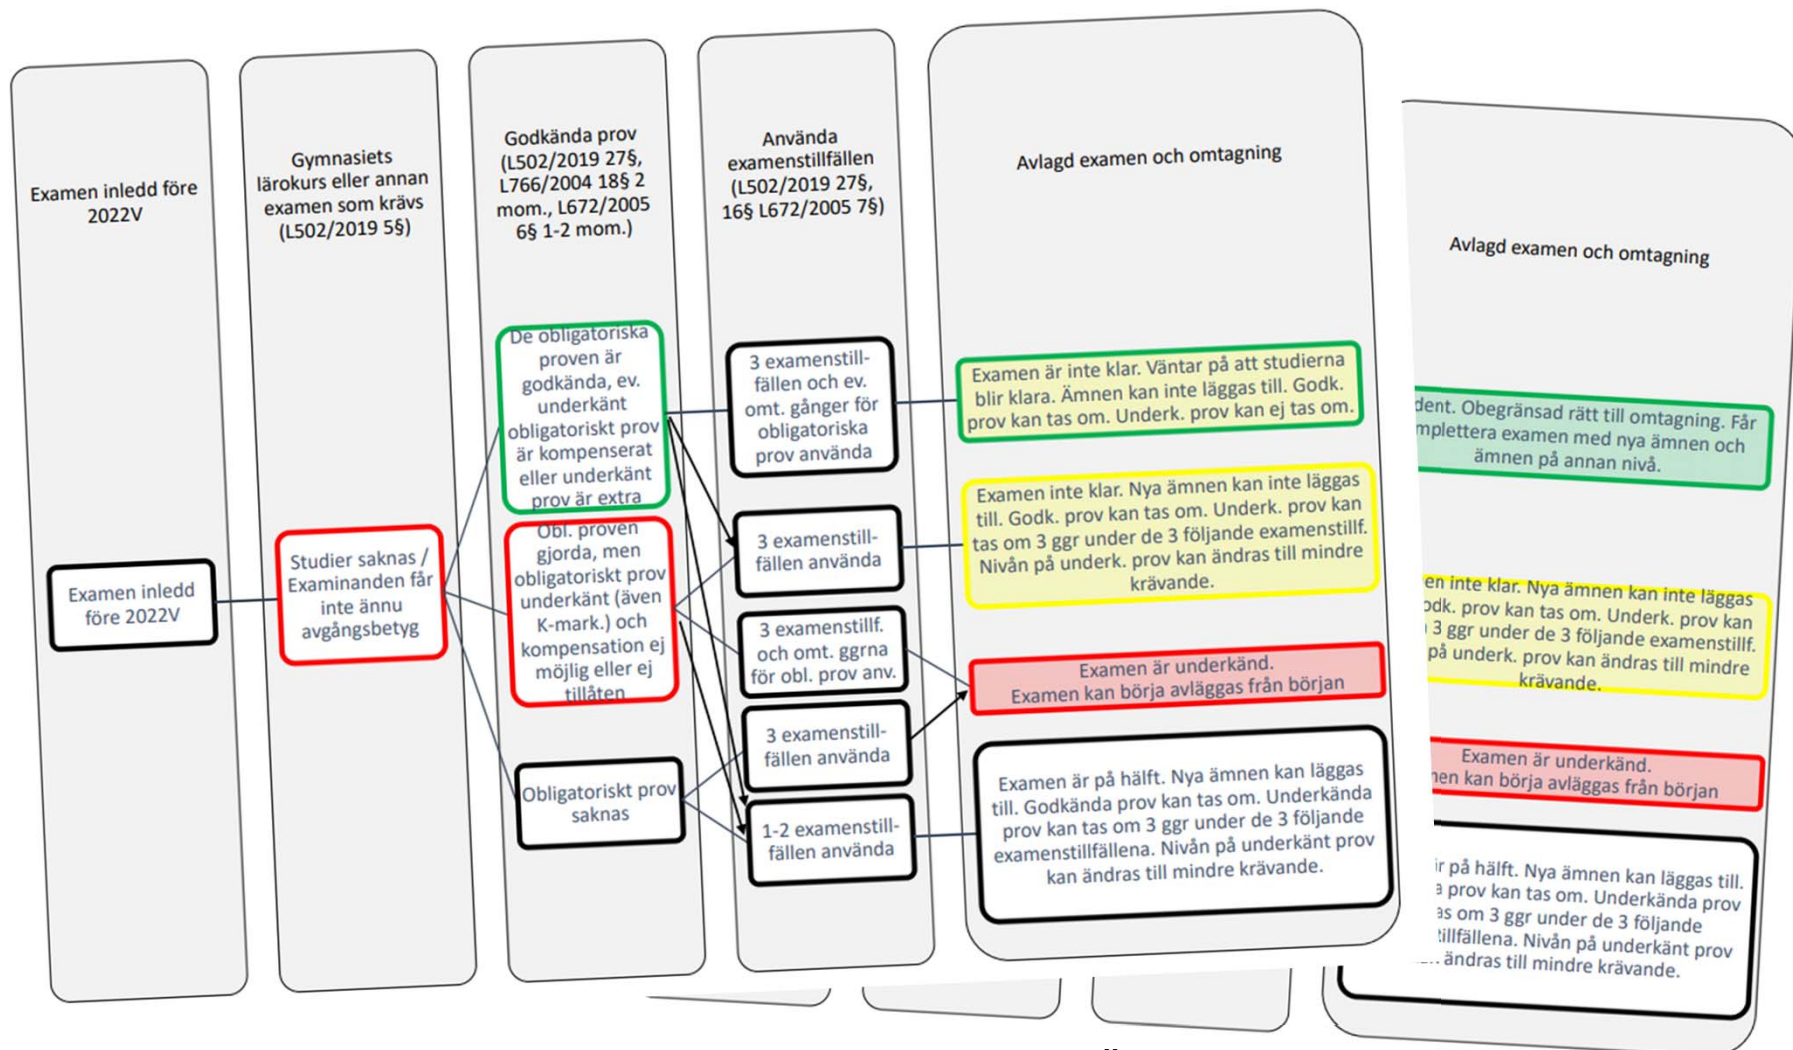 Examen inledd före
2022V
Gymnasiets
lärokurs eller annan
examen som krävs
(L502/2019 5§)
Godkända prov
(L502/2019 27§,
L766/2004 18§ 2
mom., L672/2005
6§ 1-2 mom.)
Använda
examenstillfällen
(L502/2019 27§,
16§ L672/2005 7§)
Avlagd examen och omtagning
Examen inledd
före 2022V
Studier saknas /
Examinanden får
inte ännu
avgångsbetyg
De obligatoriska
proven är
godkända, ev.
underkänt
obligatoriskt prov
är kompenserat
eller underkänt
prov är extra
Obl. proven
gjorda, men
obligatoriskt prov
underkänt (även
K-mark.) och
kompensation ej
möjlig eller ej
tillåten
Obligatoriskt prov
saknas
3 examenstill-
fällen och ev.
omt. gånger för
obligatoriska
prov använda
3 examenstill-
fällen använda
3 examenstillf.
och omt. ggrna
för obl. prov anv.
3 examenstill-
fällen använda
1-2 examenstill-
fällen använda
Examen är inte klar. Väntar på att studierna
blir klara. Ämnen kan inte läggas till. Godk.
prov kan tas om. Underk. prov kan ej tas om.
Examen inte klar. Nya ämnen kan inte läggas
till. Godk. prov kan tas om. Underk. prov kan
tas om 3 ggr under de 3 följande examenstillf.
Nivån på underk. prov kan ändras till mindre
krävande.
Examen är underkänd.
Examen kan börja avläggas från början
Examen är på hälft. Nya ämnen kan läggas
till. Godkända prov kan tas om. Underkända
prov kan tas om 3 ggr under de 3 följande
examenstillfällena. Nivån på underkänt prov
kan ändras till mindre krävande.
Avlagd examen och omtagning
dent. Obegränsad rätt till omtagning. Får
mplettera examen med nya ämnen och
ämnen på annan nivå.
en inte klar. Nya ämnen kan inte läggas
odk. prov kan tas om. Underk. prov kan
3 ggr under de 3 följande examenstillf.
på underk. prov kan ändras till mindre
krävande.
Examen är underkänd.
en kan börja avläggas från början
är på hälft. Nya ämnen kan läggas till.
a prov kan tas om. Underkända prov
as om 3 ggr under de 3 följande
tillfällena. Nivån på underkänt prov
ändras till mindre krävande.